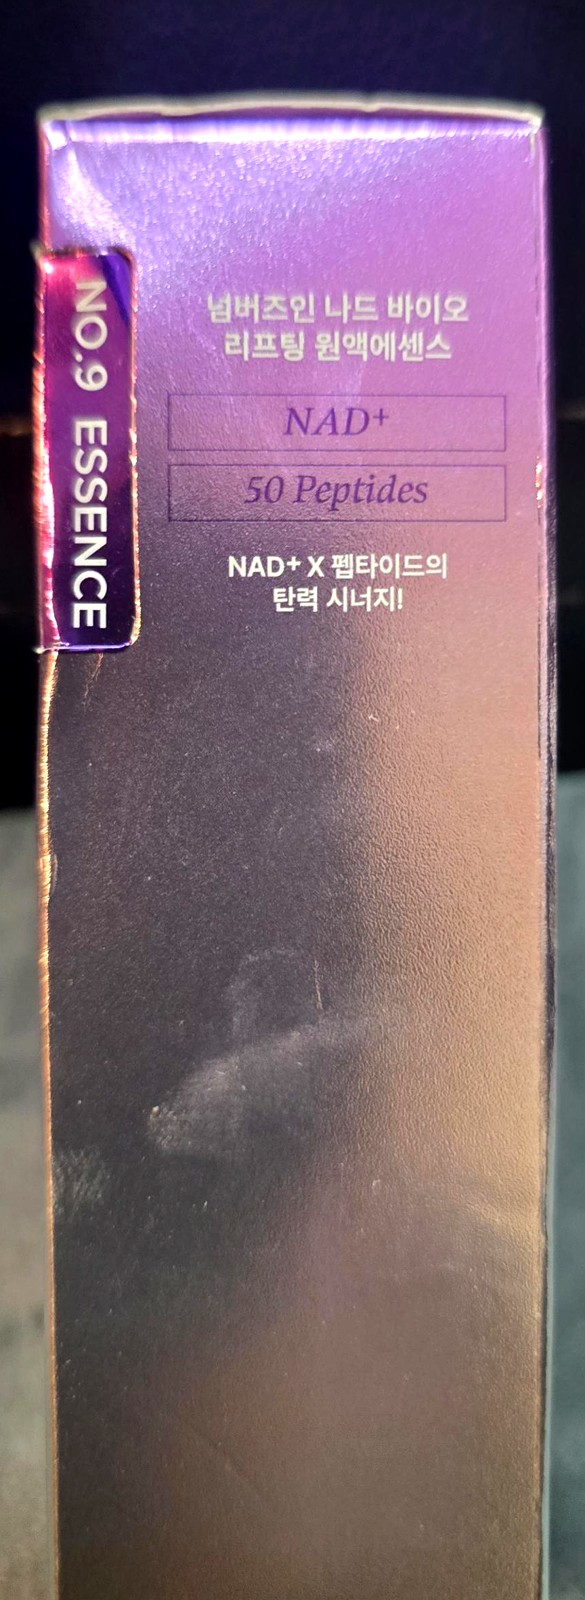 NO.9 ESSENCE
넘버즈인 나드 바이오
리프팅 원액에센스
NAD+
50 Peptides
NAD+ X 펩타이드의
탄력 시너지!